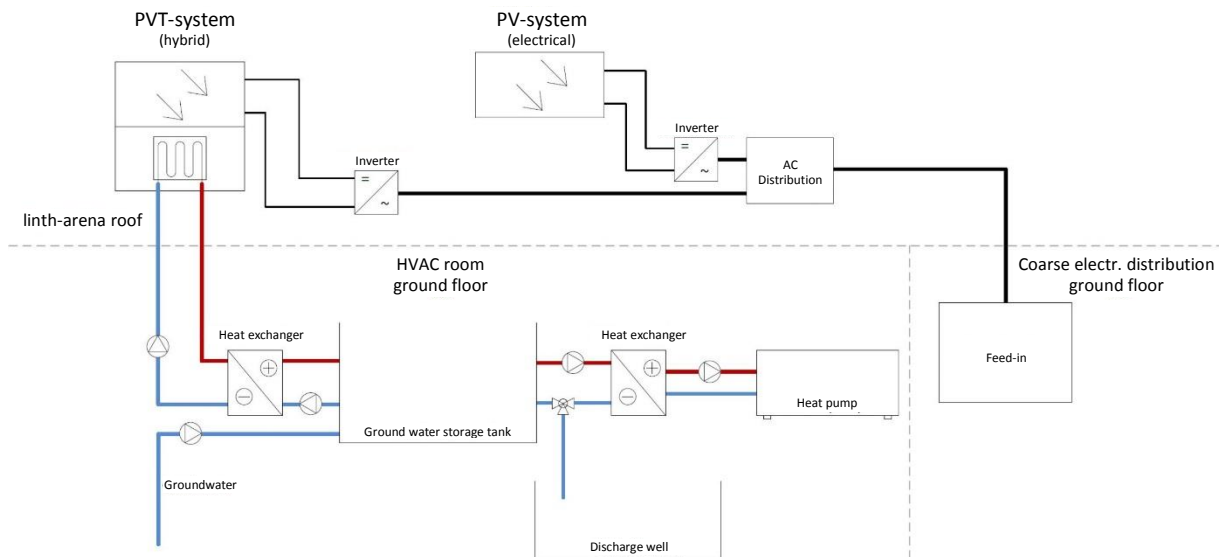 PVT-system
(hybrid)
PV-system
(electrical)
Inverter
=
~
Inverter
=
~
AC
Distribution
linth-arena roof
HVAC room
ground floor
Coarse electr. distribution
ground floor
Heat exchanger
+
−
Heat exchanger
+
−
Feed-in
Heat pump
Ground water storage tank
Groundwater
Discharge well